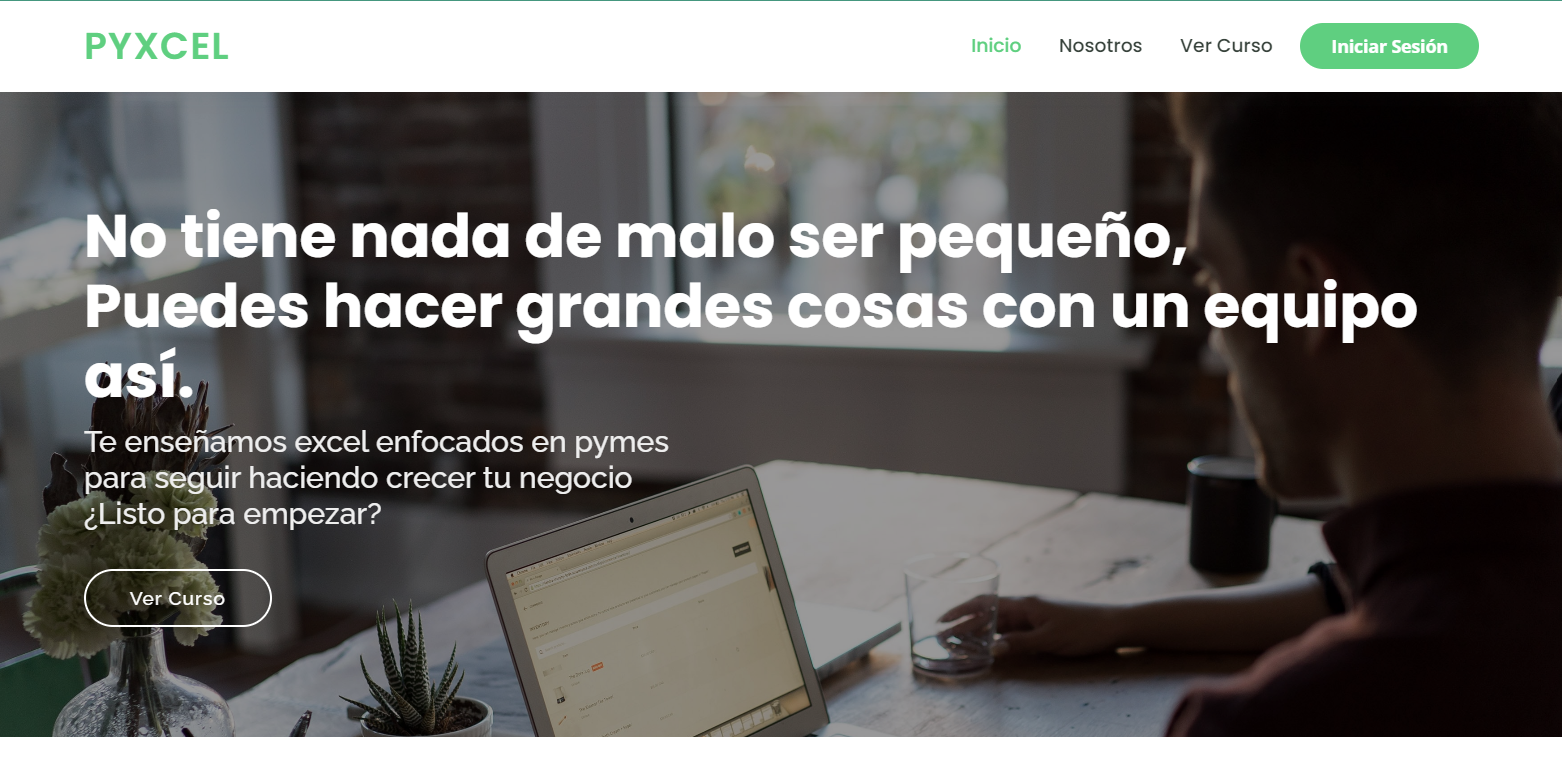 PYXCEL
Inicio Nosotros Ver Curso Iniciar Sesión
No tiene nada de malo ser pequeño,
Puedes hacer grandes cosas con un equipo
así.
Te enseñamos excel enfocados en pymes
para seguir haciendo crecer tu negocio
¿Listo para empezar?
Ver Curso